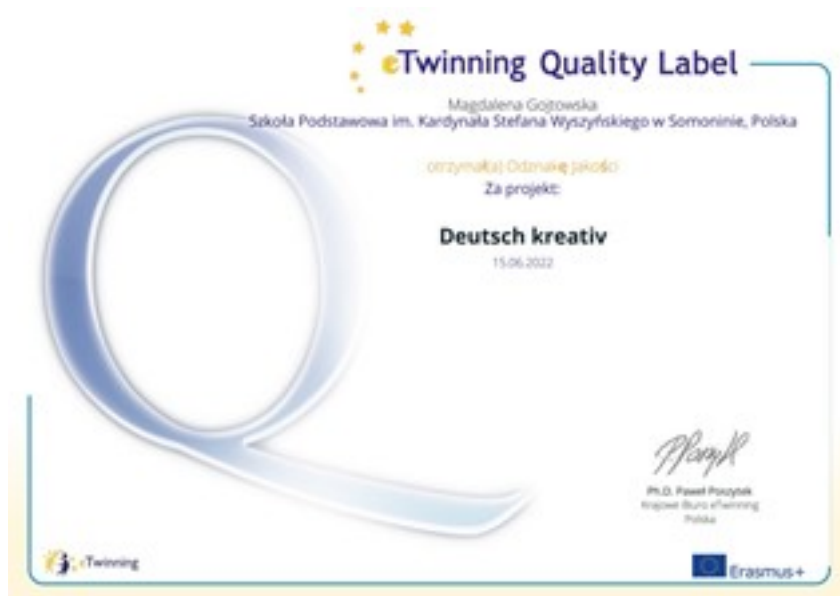 eTwinning Quality Label
Magdalena Gojtowska
Szkoła Podstawowa im. Kardynała Stefana Wyszyńskiego w Somoninie, Polska
otrzymał(a) Odznakę Jakości
Za projekt:
Deutsch kreativ
15.06.2022
Ph.D. Paweł Poszytek
Krajowe Biuro eTwinning
Polska
eTwinning
Erasmus+